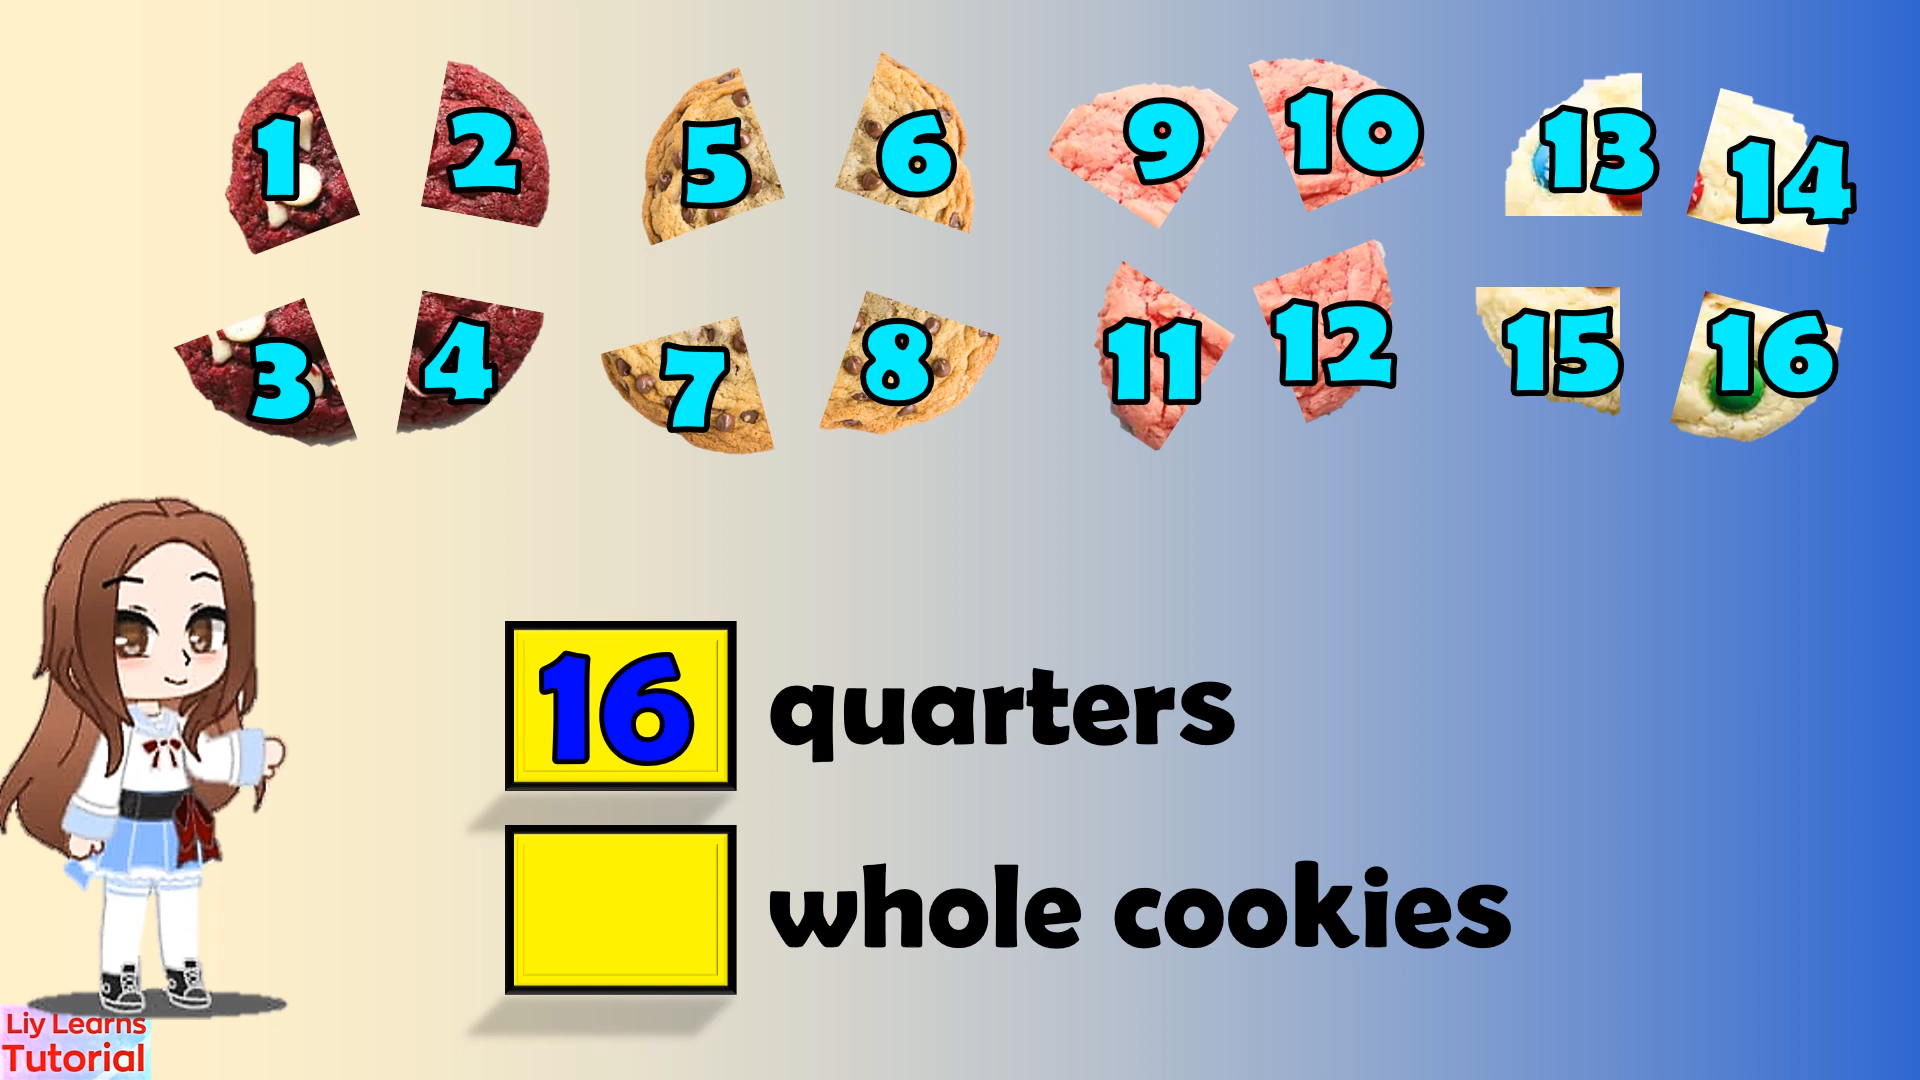 1 2 5 6 9 10 13 14
3 4 7 8 11 12 15 16
16 quarters
whole cookies
Liy Learns
Tutorial